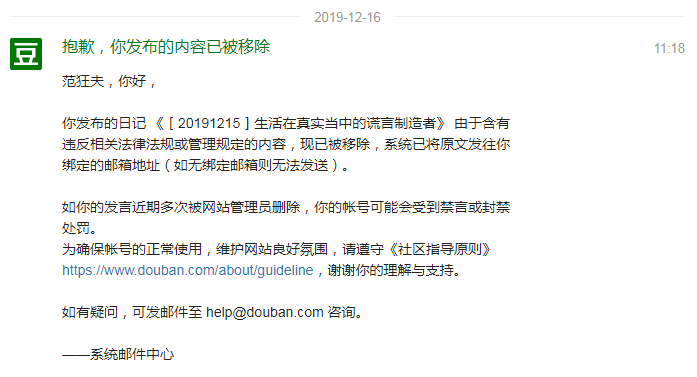 2019-12-16
豆
抱歉，你发布的内容已被移除
11:18
范狂夫，你好，
你发布的日记 《［20191215］生活在真实当中的谎言制造者》 由于含有
违反相关法律法规或管理规定的内容，现已被移除，系统已将原文发往你
绑定的邮箱地址（如无绑定邮箱则无法发送）。
如你的发言近期多次被网站管理员删除，你的帐号可能会受到禁言或封禁
处罚。
为确保帐号的正常使用，维护网站良好氛围，请遵守《社区指导原则》
https://www.douban.com/about/guideline，谢谢你的理解与支持。
如有疑问，可发邮件至 help@douban.com 咨询。
——系统邮件中心